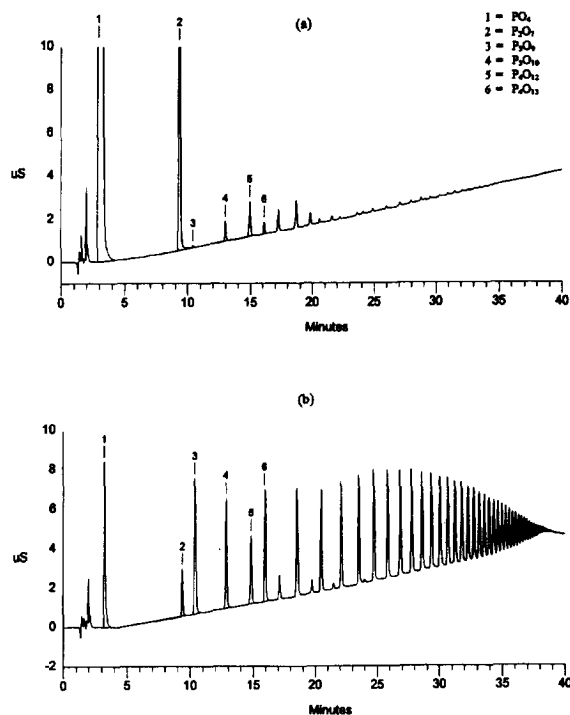 (a)
1 = PO₄
2 = P₂O₇
3 = P₃O₉
4 = P₃O₁₀
5 = P₄O₁₂
6 = P₄O₁₃
1
2
3
4
5
6
10
8
6
4
2
0
uS
0 5 10 15 20 25 30 35 40
Minutes
(b)
1
2
3
4
5
6
10
8
6
4
2
0
-2
uS
0 5 10 15 20 25 30 35 40
Minutes